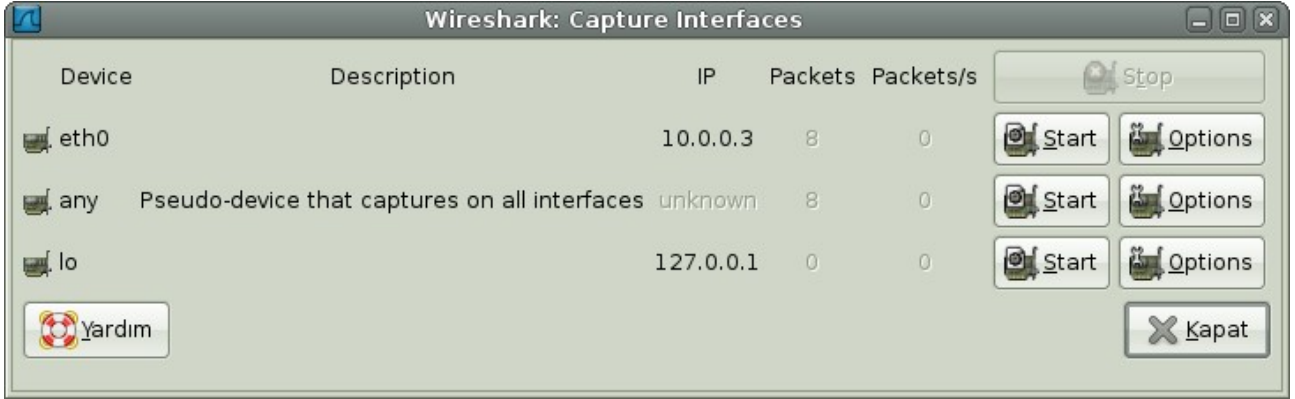 Wireshark: Capture Interfaces
Device Description IP Packets Packets/s Stop
eth0 10.0.0.3 8 0 Start Options
any Pseudo-device that captures on all interfaces unknown 8 0 Start Options
lo 127.0.0.1 0 0 Start Options
Yardım Kapat